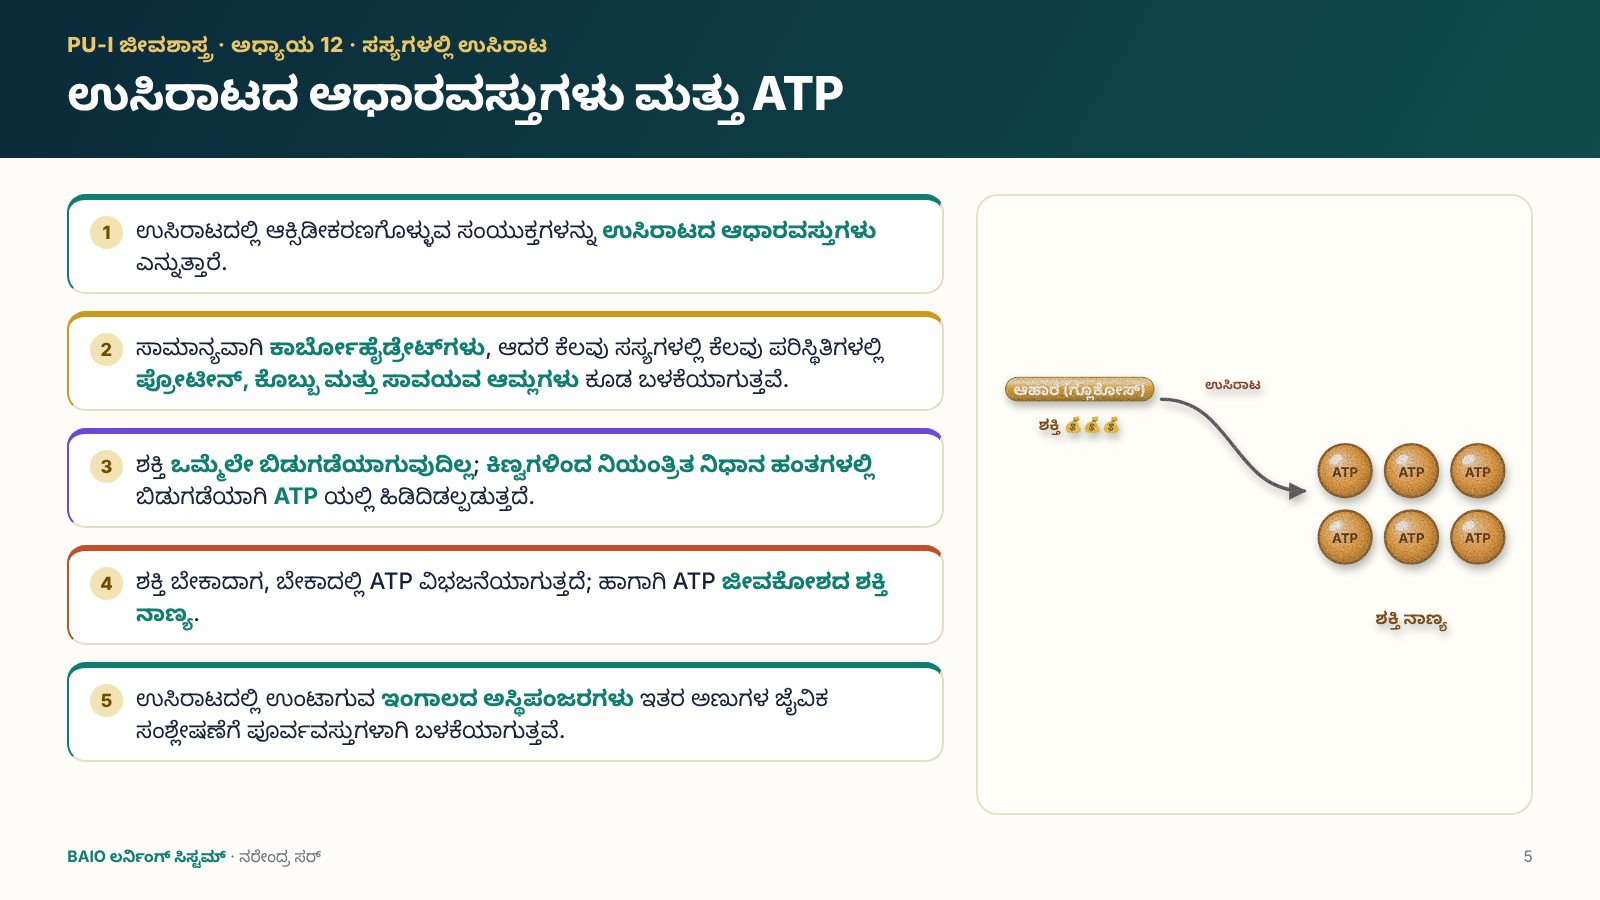 PU-I ಜೀವಶಾಸ್ತ್ರ · ಅಧ್ಯಾಯ 12 · ಸಸ್ಯಗಳಲ್ಲಿ ಉಸಿರಾಟ
ಉಸಿರಾಟದ ಆಧಾರವಸ್ತುಗಳು ಮತ್ತು ATP
1 ಉಸಿರಾಟದಲ್ಲಿ ಆಕ್ಸಿಡೀಕರಣಗೊಳ್ಳುವ ಸಂಯುಕ್ತಗಳನ್ನು ಉಸಿರಾಟದ ಆಧಾರವಸ್ತುಗಳು
ಎನ್ನುತ್ತಾರೆ.
2 ಸಾಮಾನ್ಯವಾಗಿ ಕಾರ್ಬೋಹೈಡ್ರೇಟ್‌ಗಳು, ಆದರೆ ಕೆಲವು ಸಸ್ಯಗಳಲ್ಲಿ ಕೆಲವು ಪರಿಸ್ಥಿತಿಗಳಲ್ಲಿ
ಪ್ರೋಟೀನ್, ಕೊಬ್ಬು ಮತ್ತು ಸಾವಯವ ಆಮ್ಲಗಳು ಕೂಡ ಬಳಕೆಯಾಗುತ್ತವೆ.
3 ಶಕ್ತಿ ಒಮ್ಮೆಲೇ ಬಿಡುಗಡೆಯಾಗುವುದಿಲ್ಲ; ಕಿಣ್ವಗಳಿಂದ ನಿಯಂತ್ರಿತ ನಿಧಾನ ಹಂತಗಳಲ್ಲಿ
ಬಿಡುಗಡೆಯಾಗಿ ATP ಯಲ್ಲಿ ಹಿಡಿದಿಡಲ್ಪಡುತ್ತದೆ.
4 ಶಕ್ತಿ ಬೇಕಾದಾಗ, ಬೇಕಾದಲ್ಲಿ ATP ವಿಭಜನೆಯಾಗುತ್ತದೆ; ಹಾಗಾಗಿ ATP ಜೀವಕೋಶದ ಶಕ್ತಿ
ನಾಣ್ಯ.
5 ಉಸಿರಾಟದಲ್ಲಿ ಉಂಟಾಗುವ ಇಂಗಾಲದ ಅಸ್ಥಿಪಂಜರಗಳು ಇತರ ಅಣುಗಳ ಜೈವಿಕ
ಸಂಶ್ಲೇಷಣೆಗೆ ಪೂರ್ವವಸ್ತುಗಳಾಗಿ ಬಳಕೆಯಾಗುತ್ತವೆ.
ಆಹಾರ (ಗ್ಲೂಕೋಸ್)
ಉಸಿರಾಟ
ಶಕ್ತಿ 💰💰💰
ATP ATP ATP
ATP ATP ATP
ಶಕ್ತಿ ನಾಣ್ಯ
BAIO ಲರ್ನಿಂಗ್ ಸಿಸ್ಟಮ್ · ನರೇಂದ್ರ ಸರ್
5